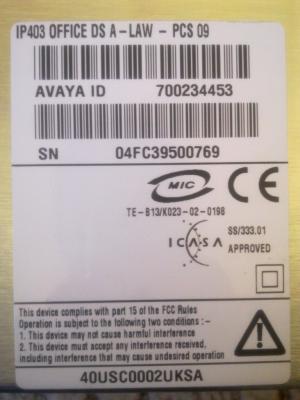 IP403 OFFICE DS A-LAW - PCS 09
AVAYA ID 700234453
SN 04FC39500769
MIC
CE
TE-B13/K023-02-0198
ICASA
SS/333.01
APPROVED
This device complies with part 15 of the FCC Rules
Operation is subject to the following two conditions :-
1. This device may not cause harmful interference
2. This device must accept any interference received,
including interference that may cause undesired operation
40USC0002UKSA